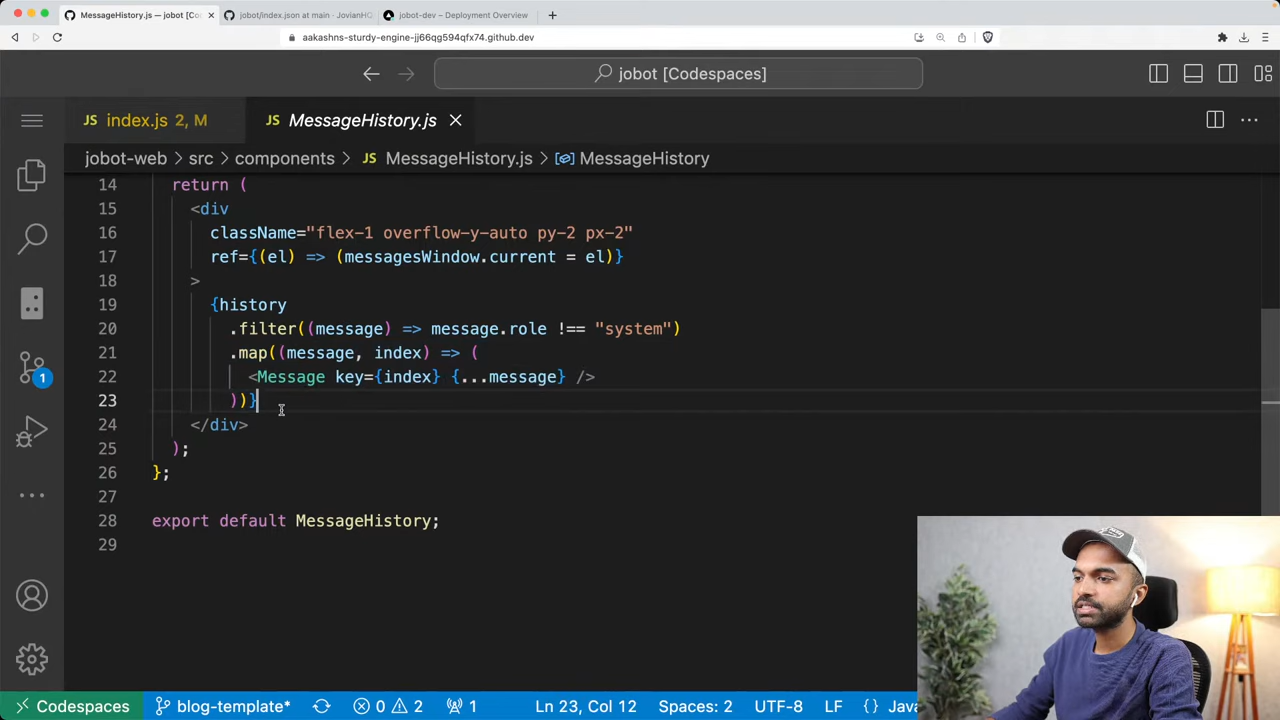 MessageHistory.js — jobot [Co
jobot/index.json at main · JovianHQ
jobot-dev – Deployment Overview
aakashns-sturdy-engine-jj66qg594qfx74.github.dev
jobot [Codespaces]
JS index.js 2, M
JS MessageHistory.js
jobot-web > src > components > JS MessageHistory.js > MessageHistory
14 return (
15 <div
16 className="flex-1 overflow-y-auto py-2 px-2"
17 ref={(el) => (messagesWindow.current = el)}
18 >
19 {history
20 .filter((message) => message.role !== "system")
21 .map((message, index) => (
22 <Message key={index} {...message} />
23 ))}
24 </div>
25 );
26 };
27
28 export default MessageHistory;
29
1
Codespaces
blog-template*
0 2
1
Ln 23, Col 12
Spaces: 2
UTF-8
LF
{} Java